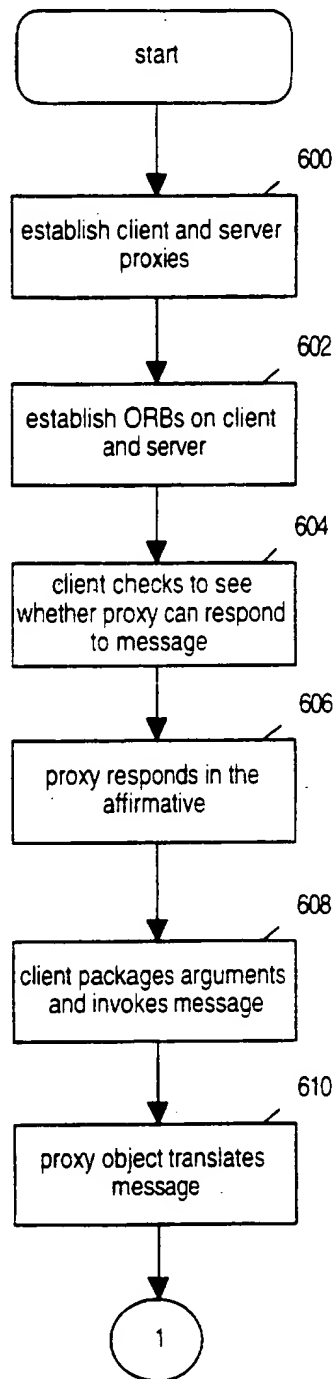 start
600
establish client and server
proxies
602
establish ORBs on client
and server
604
client checks to see
whether proxy can respond
to message
606
proxy responds in the
affirmative
608
client packages arguments
and invokes message
610
proxy object translates
message
1